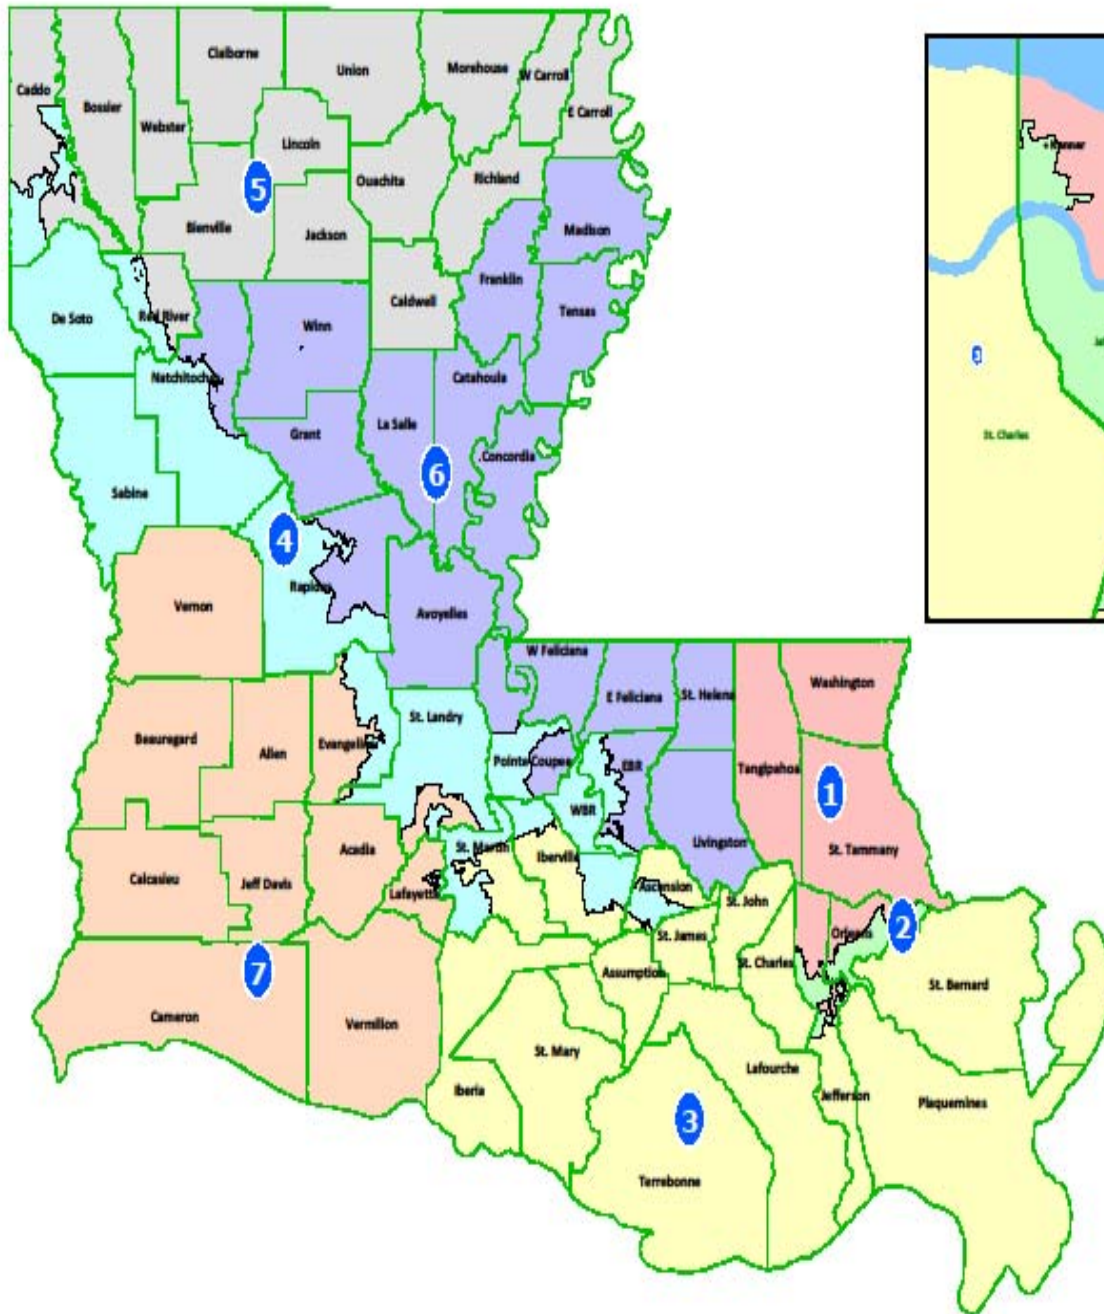 Claiborne
Union
Morehouse
W Carroll
Caddo
Bossier
Webster
E Carroll
Lincoln
Ouachita
Richland
5
Bienville
Jackson
Madison
Franklin
Caldwell
Tensas
De Soto
Red River
Winn
Natchitoches
Catahoula
La Salle
Grant
Concordia
6
Sabine
4
Rapides
Vernon
Avoyelles
W Feliciana
E Feliciana
St. Helena
Washington
St. Landry
Beauregard
Allen
Evangeline
Pointe Coupee
EBR
Tangipahoa
1
WBR
Calcasieu
Jeff Davis
Acadia
St. Martin
Iberville
Livingston
St. Tammany
Lafayette
Ascension
St. John
2
St. James
Orleans
St. Charles
7
Assumption
St. Bernard
Cameron
Vermilion
St. Mary
Lafourche
Iberia
Jefferson
Plaquemines
3
Terrebonne
Kenner
3
St. Charles